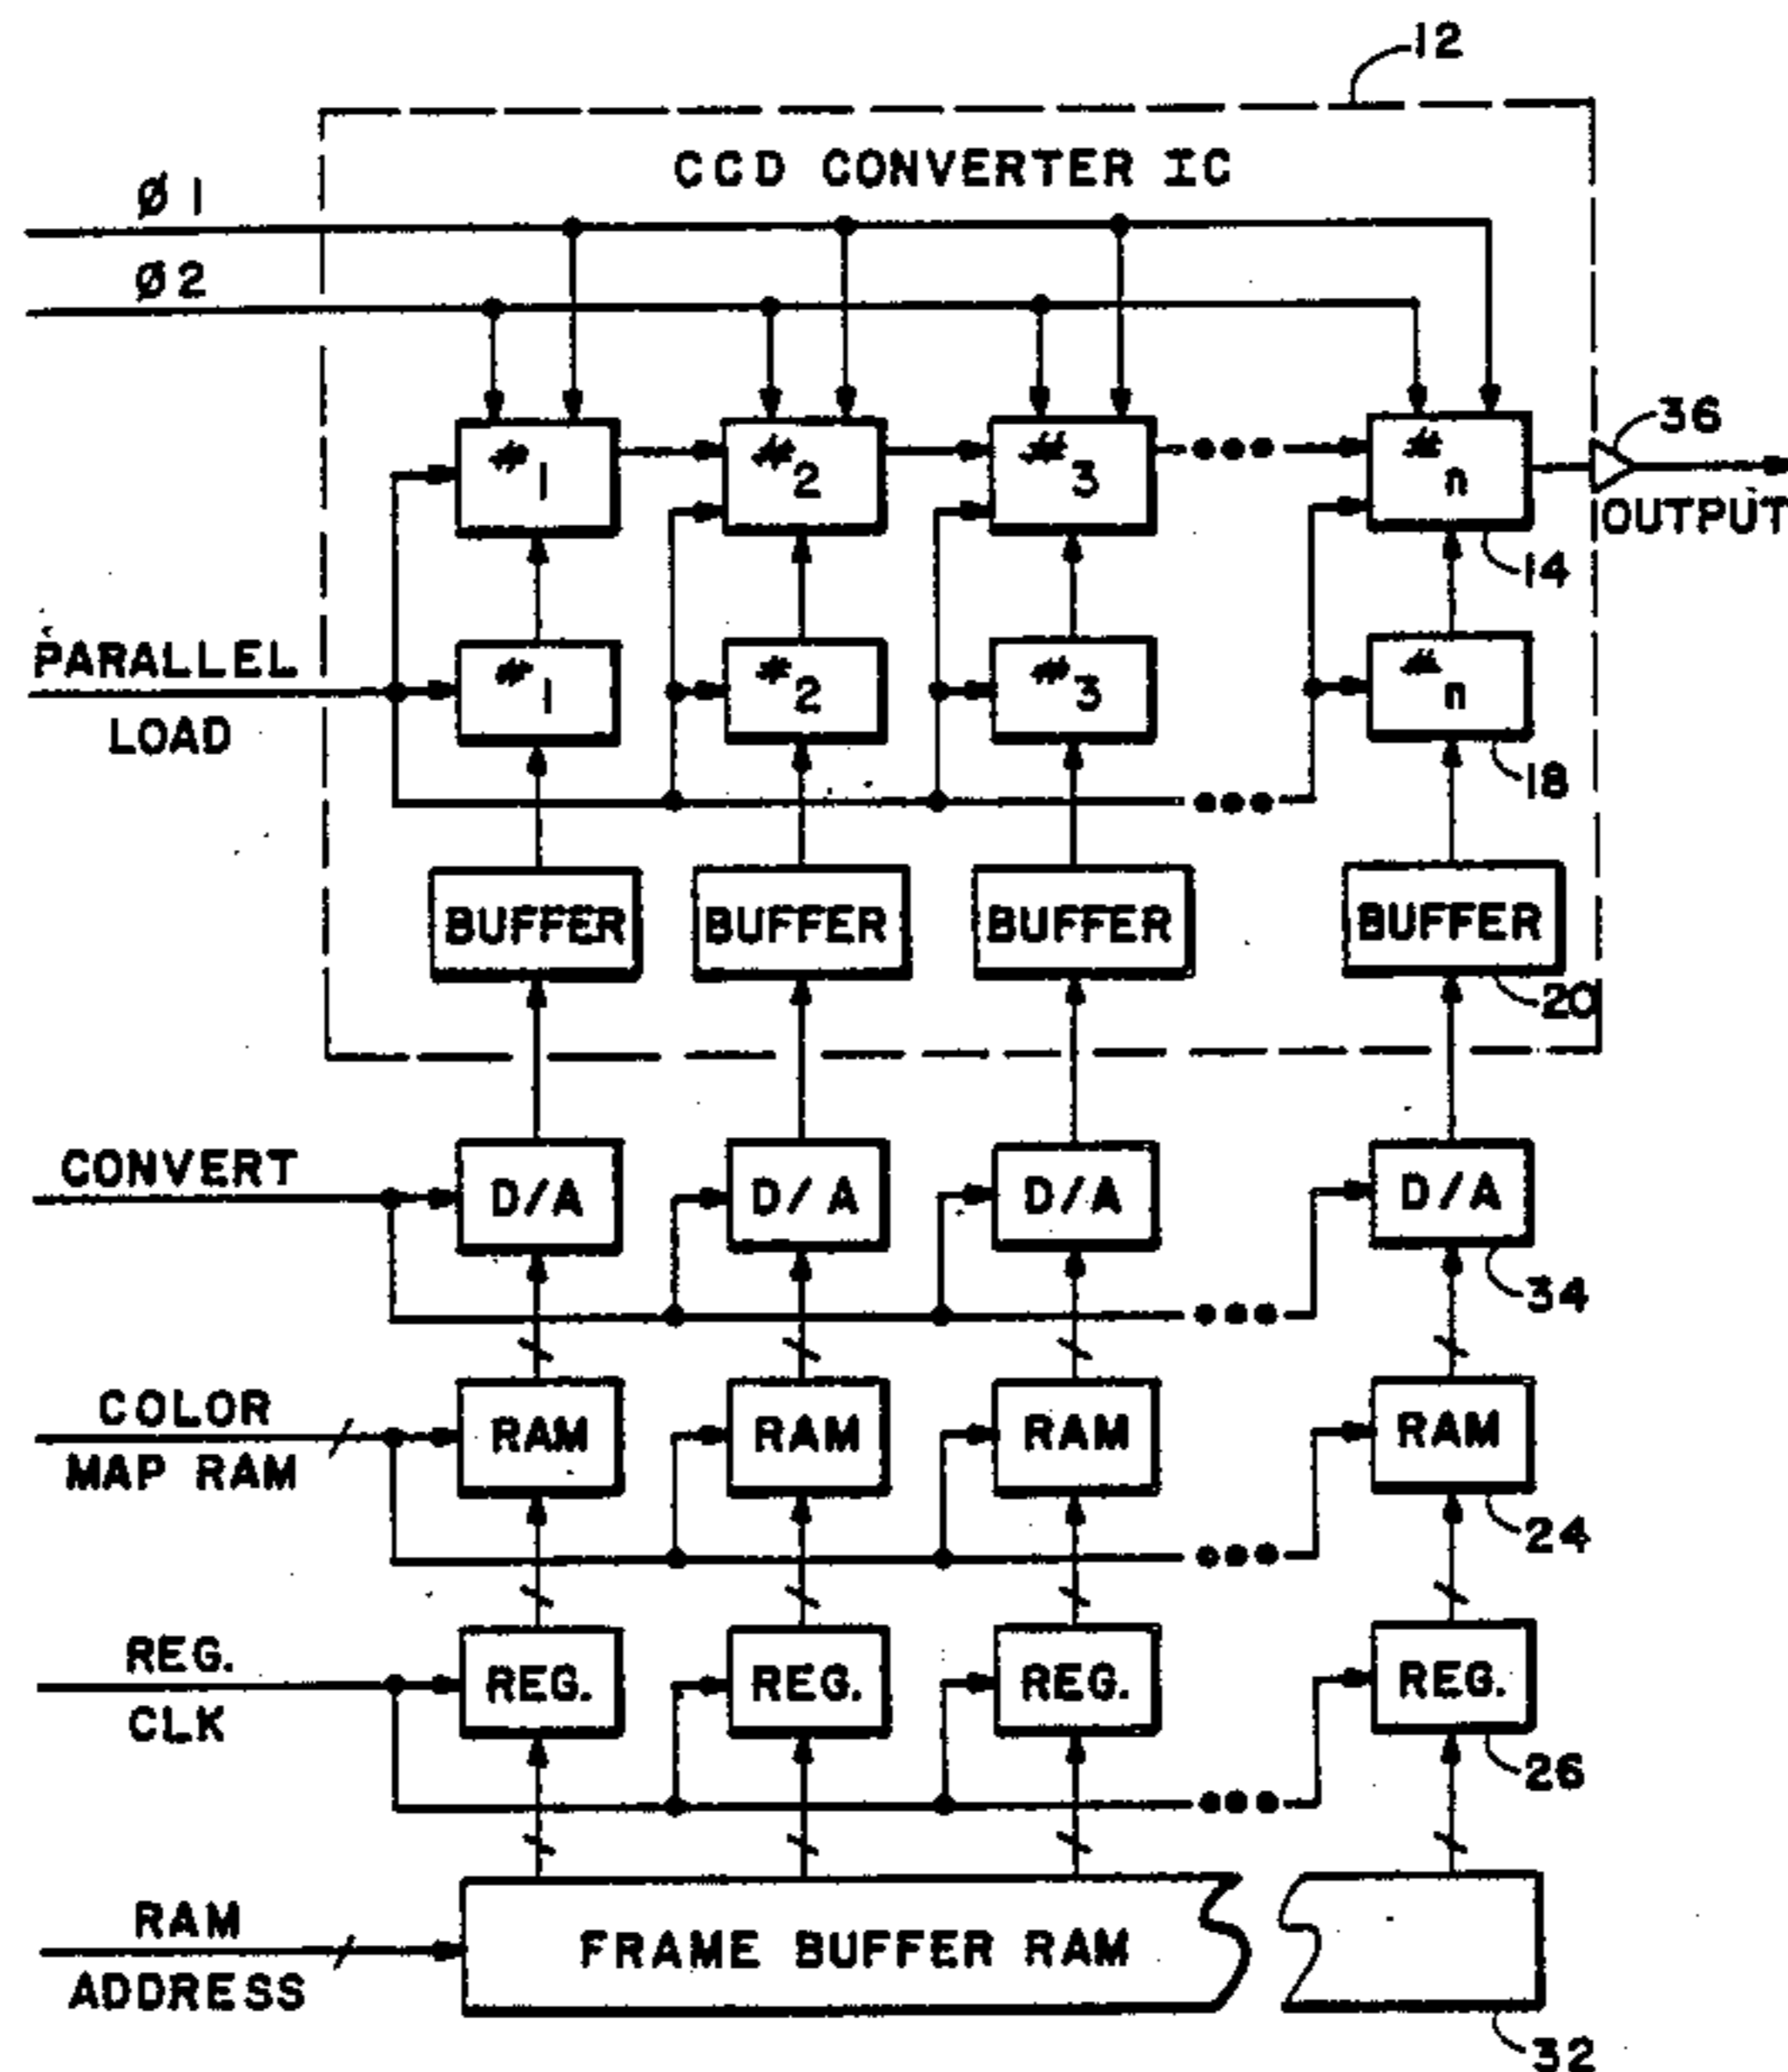 12
CCD CONVERTER IC
Ø1
Ø2
#1 #2 #3 #n
36
OUTPUT
14
PARALLEL
LOAD
#1 #2 #3 #n
18
BUFFER BUFFER BUFFER BUFFER
20
CONVERT
D/A D/A D/A D/A
34
COLOR
MAP RAM
RAM RAM RAM RAM
24
REG.
CLK
REG. REG. REG. REG.
26
RAM
ADDRESS
FRAME BUFFER RAM
32